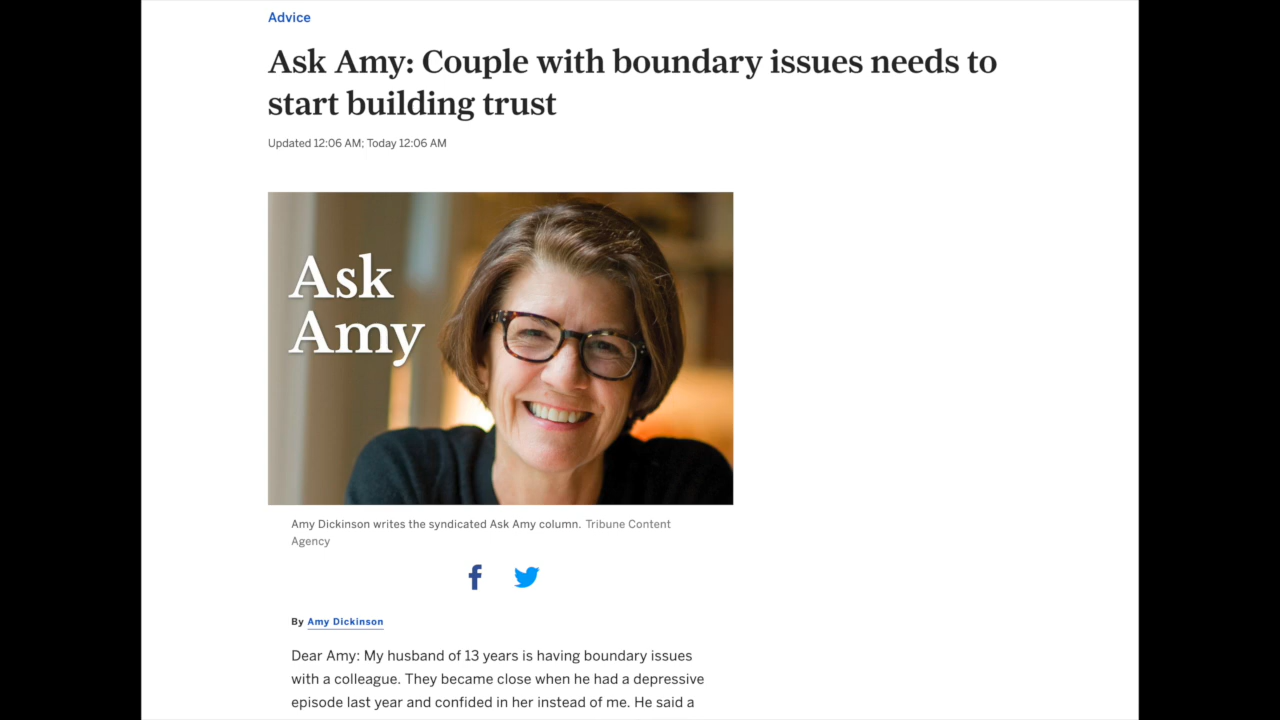 Advice
Ask Amy: Couple with boundary issues needs to
start building trust
Updated 12:06 AM; Today 12:06 AM
Ask
Amy
Amy Dickinson writes the syndicated Ask Amy column. Tribune Content
Agency
By Amy Dickinson
Dear Amy: My husband of 13 years is having boundary issues
with a colleague. They became close when he had a depressive
episode last year and confided in her instead of me. He said a